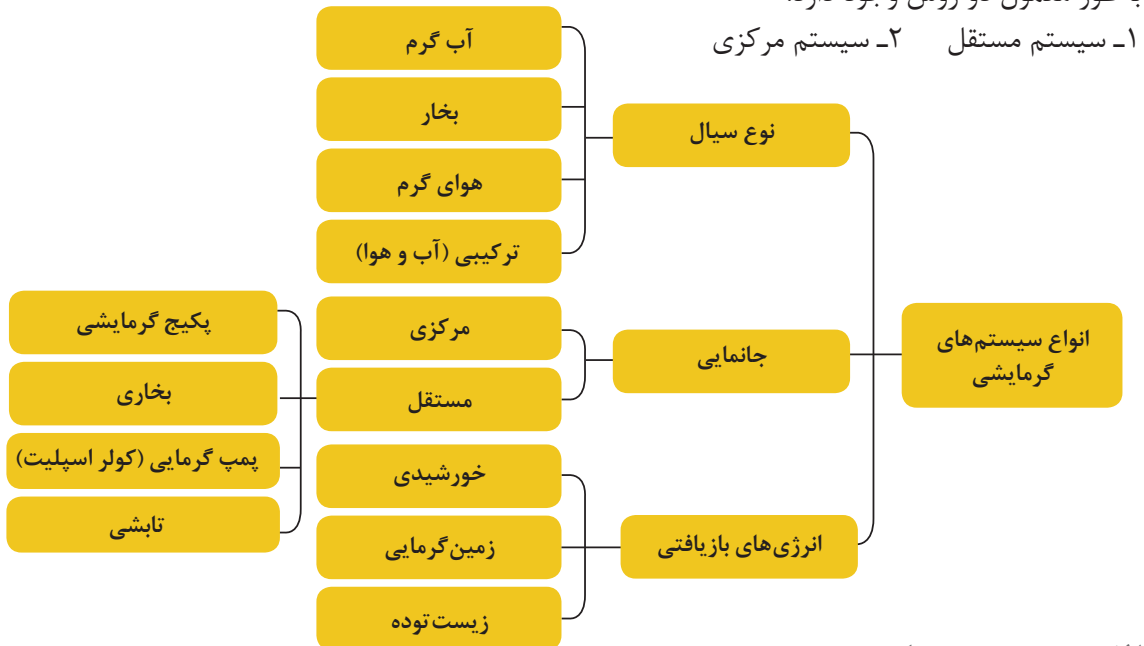 ۱ـ سیستم مستقل ۲ـ سیستم مرکزی
انواع سیستم‌های
گرمایشی
نوع سیال
آب گرم
بخار
هوای گرم
ترکیبی (آب و هوا)
جانمایی
مرکزی
مستقل
پکیج گرمایشی
بخاری
پمپ گرمایی (کولر اسپلیت)
تابشی
انرژی‌های بازیافتی
خورشیدی
زمین‌گرمایی
زیست‌توده